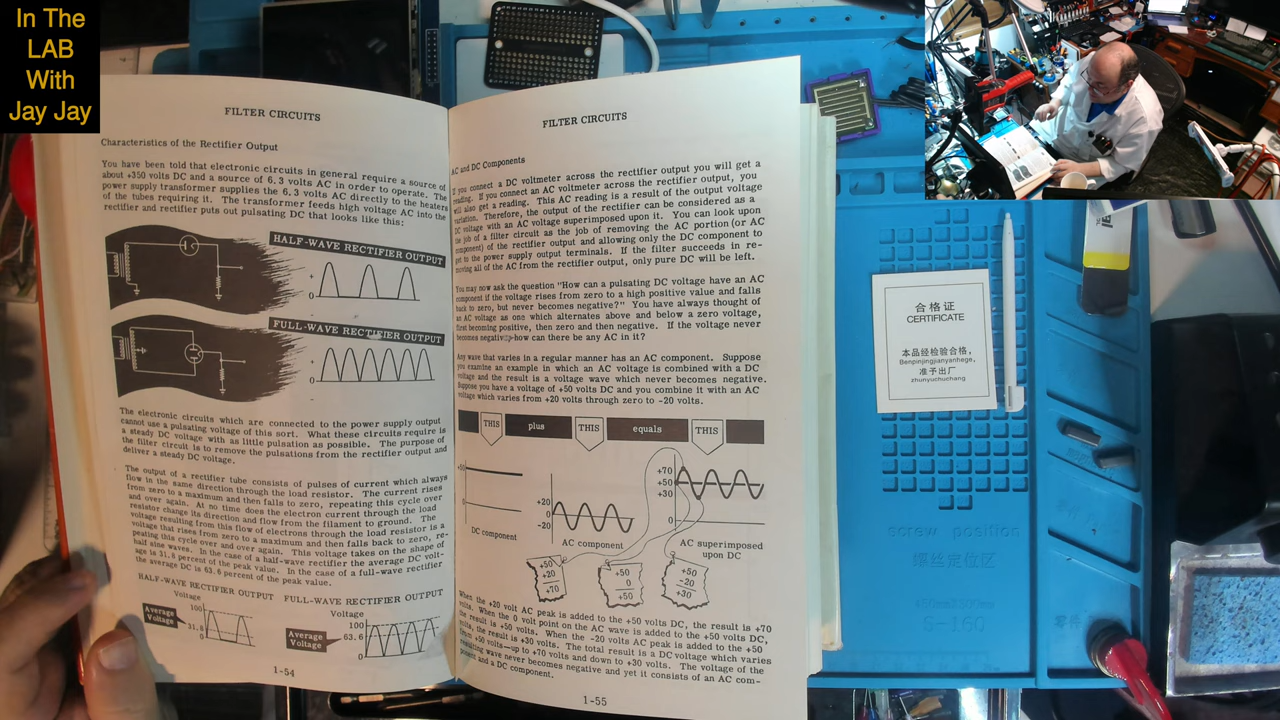 In The
LAB
With
Jay Jay
FILTER CIRCUITS
Characteristics of the Rectifier Output
You have been told that electronic circuits in general require a source of
about +350 volts DC and a source of 6.3 volts AC in order to operate. The
power supply transformer supplies the 6.3 volts AC directly to the heaters
of the tubes requiring it. The transformer feeds high voltage AC into the
rectifier and rectifier puts out pulsating DC that looks like this:
HALF-WAVE RECTIFIER OUTPUT
+
0
-
FULL-WAVE RECTIFIER OUTPUT
+
0
-
The electronic circuits which are connected to the power supply output
cannot use a pulsating voltage of this sort. What these circuits require is
a steady DC voltage with as little pulsation as possible. The purpose of
the filter circuit is to remove the pulsations from the rectifier output and
deliver a steady DC voltage.
The output of a rectifier tube consists of pulses of current which always
flow in the same direction through the load resistor. The current rises
from zero to a maximum and then falls to zero, repeating this cycle over
and over again. At no time does the electron current through the load
resistor change its direction and flow from the filament to ground. The
voltage resulting from this flow of electrons through the load resistor is a
voltage that rises from zero to a maximum and then falls back to zero, re-
peating this cycle over and over again. This voltage takes on the shape of
half sine waves. In the case of a half-wave rectifier the average DC volt-
age is 31.8 percent of the peak value. In the case of a full-wave rectifier
the average DC is 63.6 percent of the peak value.
HALF-WAVE RECTIFIER OUTPUT
Voltage
100
Average
Voltage
31.8
0
FULL-WAVE RECTIFIER OUTPUT
Voltage
100
Average
Voltage
63.6
0
1-54
FILTER CIRCUITS
AC and DC Components
If you connect a DC voltmeter across the rectifier output you will get a
reading. If you connect an AC voltmeter across the rectifier output, you
will also get a reading. This AC reading is a result of the output voltage
variation. Therefore, the output of the rectifier can be considered as a
DC voltage with an AC voltage superimposed upon it. You can look upon
the job of a filter circuit as the job of removing the AC portion (or AC
component) of the rectifier output and allowing only the DC component to
get to the power supply output terminals. If the filter succeeds in re-
moving all of the AC from the rectifier output, only pure DC will be left.
You may now ask the question "How can a pulsating DC voltage have an AC
component if the voltage rises from zero to a high positive value and falls
back to zero, but never becomes negative?" You have always thought of
an AC voltage as one which alternates above and below a zero voltage,
first becoming positive, then zero and then negative. If the voltage never
becomes negative—how can there be any AC in it?
Any wave that varies in a regular manner has an AC component. Suppose
you examine an example in which an AC voltage is combined with a DC
voltage and the result is a voltage wave which never becomes negative.
Suppose you have a voltage of +50 volts DC and you combine it with an AC
voltage which varies from +20 volts through zero to -20 volts.
THIS plus THIS equals THIS
+50
0
DC component
+20
-20
AC component
+70
+50
+30
0
AC superimposed
upon DC
+50
+20
+70
+50
0
+50
+50
-20
+30
When the +20 volt AC peak is added to the +50 volts DC, the result is +70
volts. When the 0 volt point on the AC wave is added to the +50 volts DC,
the result is +50 volts. When the -20 volts AC peak is added to the +50
volts, the result is +30 volts. The total result is a DC voltage which varies
from +50 volts—up to +70 volts and down to +30 volts. The voltage of the
resulting wave never becomes negative and yet it consists of an AC com-
ponent and a DC component.
1-55
合格证
CERTIFICATE
本品经检验合格,
Benpinjingjianyanhege,
准予出厂
zhunyuchuchang
screw position
螺丝定位区
S-160